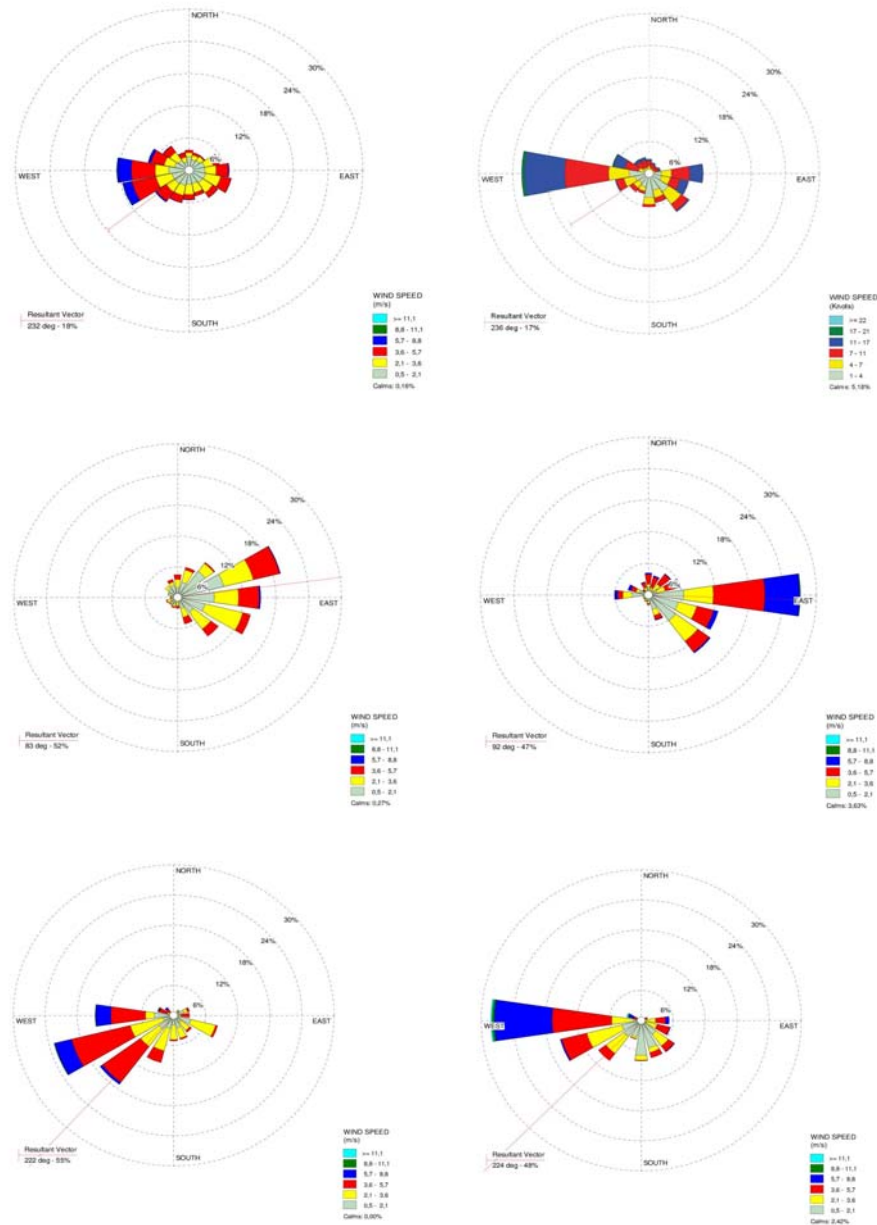 NORTH
30%
24%
18%
12%
6%
WEST
EAST
SOUTH
Resultant Vector
232 deg - 18%
WIND SPEED
(m/s)
>= 11,1
8,8 - 11,1
5,7 - 8,8
3,6 - 5,7
2,1 - 3,6
0,5 - 2,1
Calms: 0,16%
NORTH
30%
24%
18%
12%
6%
WEST
EAST
SOUTH
Resultant Vector
236 deg - 17%
WIND SPEED
(Knots)
>= 22
17 - 21
11 - 17
7 - 11
4 - 7
1 - 4
Calms: 5,18%
NORTH
30%
24%
18%
12%
6%
WEST
EAST
SOUTH
Resultant Vector
83 deg - 52%
WIND SPEED
(m/s)
>= 11,1
8,8 - 11,1
5,7 - 8,8
3,6 - 5,7
2,1 - 3,6
0,5 - 2,1
Calms: 0,27%
NORTH
30%
24%
18%
12%
WEST
EAST
SOUTH
Resultant Vector
92 deg - 47%
WIND SPEED
(m/s)
>= 11,1
8,8 - 11,1
5,7 - 8,8
3,6 - 5,7
2,1 - 3,6
0,5 - 2,1
Calms: 3,63%
NORTH
30%
24%
18%
12%
6%
WEST
EAST
SOUTH
Resultant Vector
222 deg - 55%
WIND SPEED
(m/s)
>= 11,1
8,8 - 11,1
5,7 - 8,8
3,6 - 5,7
2,1 - 3,6
0,5 - 2,1
Calms: 0,00%
NORTH
30%
24%
18%
12%
6%
WEST
EAST
SOUTH
Resultant Vector
224 deg - 49%
WIND SPEED
(m/s)
>= 11,1
8,8 - 11,1
5,7 - 8,8
3,6 - 5,7
2,1 - 3,6
0,5 - 2,1
Calms: 2,42%